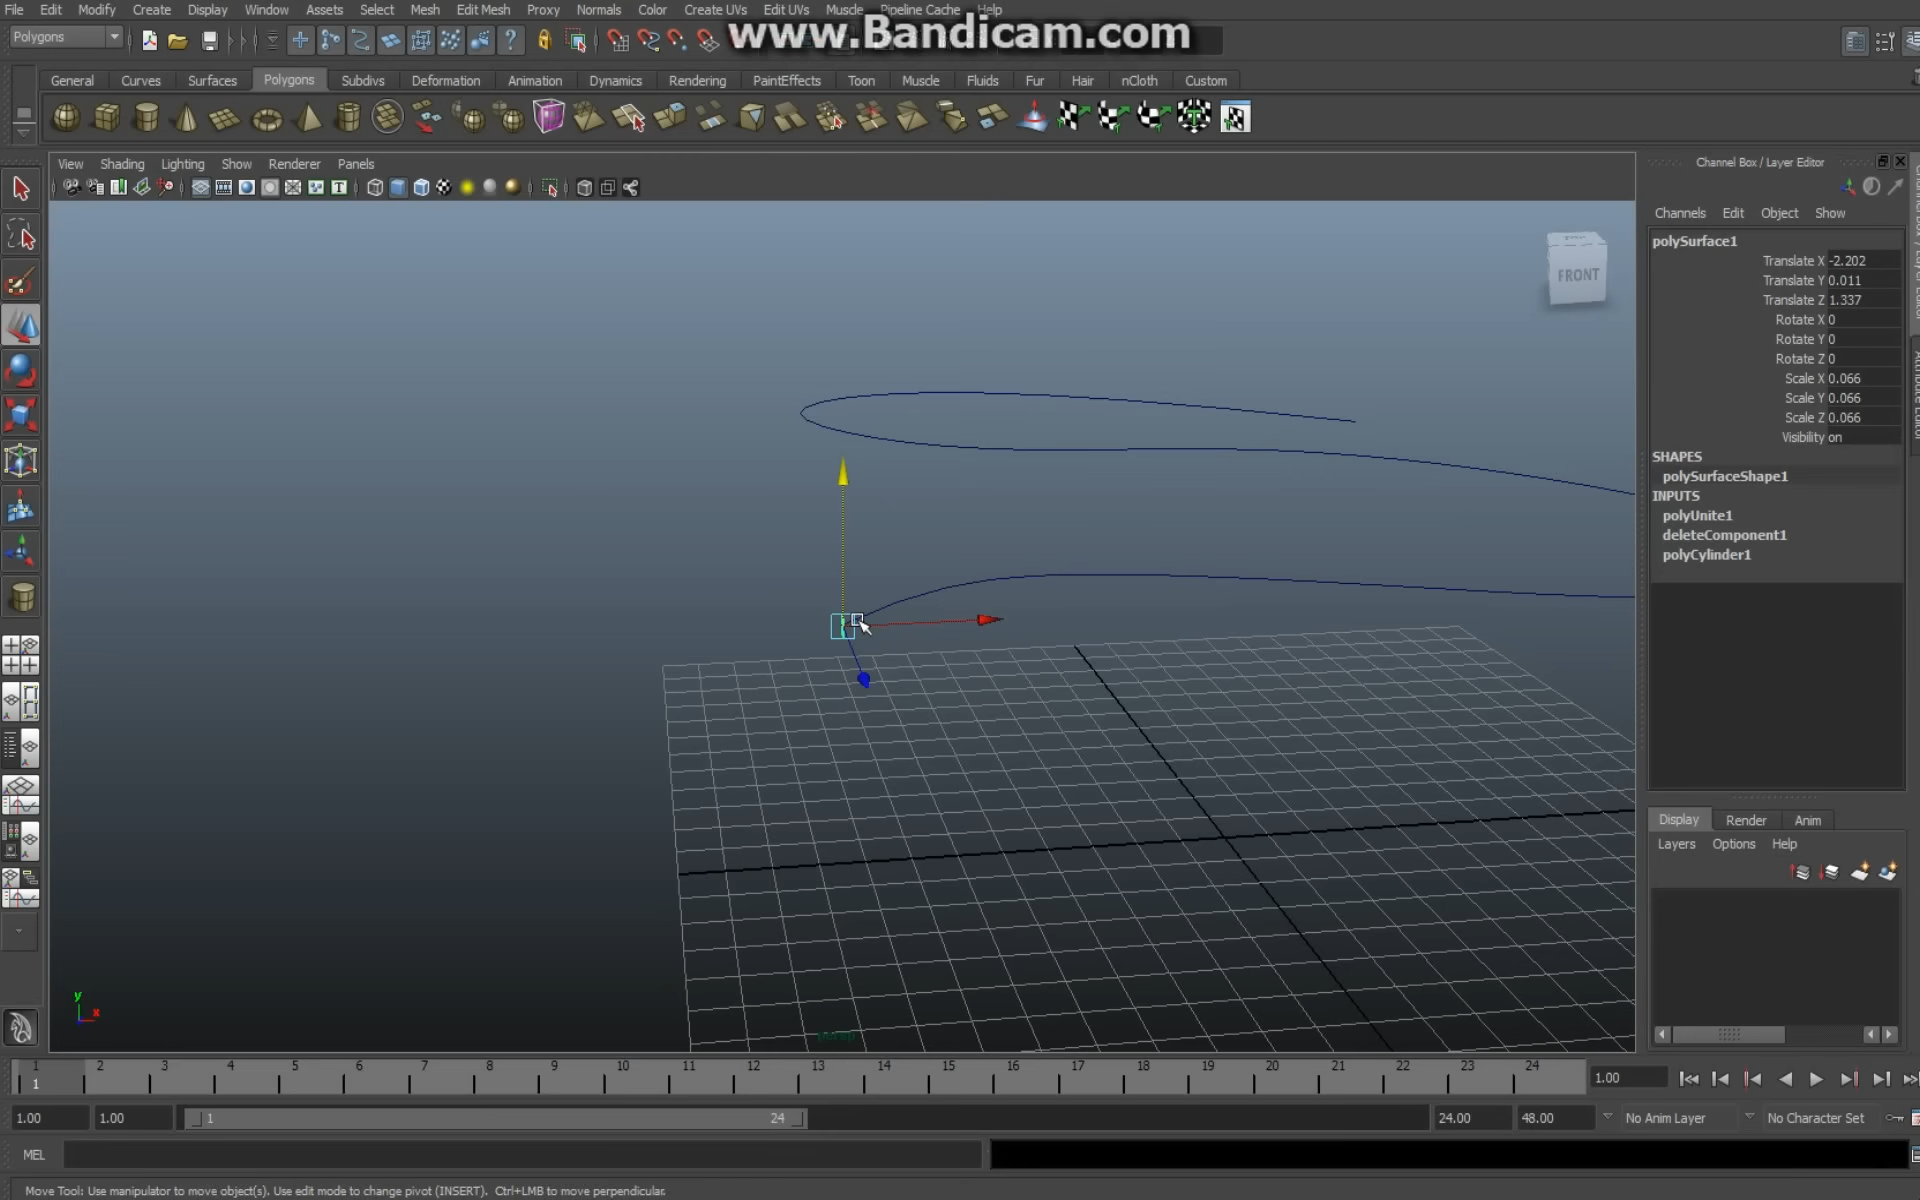 File Edit Modify Create Display Window Assets Select Mesh Edit Mesh Proxy Normals Color Create UVs Edit UVs Muscle Pipeline Cache Help
www.Bandicam.com
Polygons
General Curves Surfaces Polygons Subdivs Deformation Animation Dynamics Rendering PaintEffects Toon Muscle Fluids Fur Hair nCloth Custom
View Shading Lighting Show Renderer Panels
Channel Box / Layer Editor
Channels Edit Object Show
polySurface1
Translate X -2.202
Translate Y 0.011
Translate Z 1.337
Rotate X 0
Rotate Y 0
Rotate Z 0
Scale X 0.066
Scale Y 0.066
Scale Z 0.066
Visibility on
SHAPES
polySurfaceShape1
INPUTS
polyUnite1
deleteComponent1
polyCylinder1
FRONT
Display Render Anim
Layers Options Help
y
x
persp
1 2 3 4 5 6 7 8 9 10 11 12 13 14 15 16 17 18 19 20 21 22 23 24
1
1.00
1.00 1.00 1 24 24.00 48.00 No Anim Layer No Character Set
MEL
Move Tool: Use manipulator to move object(s). Use edit mode to change pivot (INSERT). Ctrl+LMB to move perpendicular.